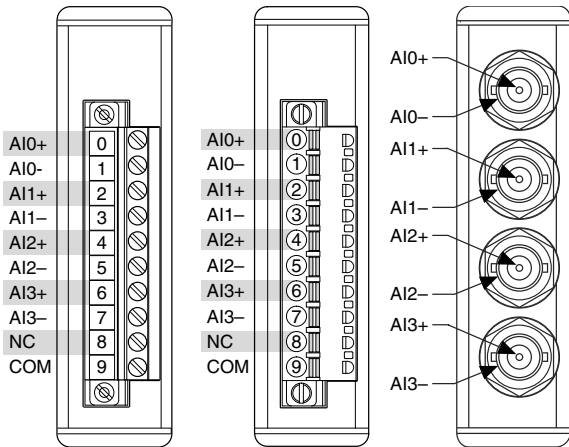 AI0+ 0
AI0- 1
AI1+ 2
AI1– 3
AI2+ 4
AI2– 5
AI3+ 6
AI3– 7
NC 8
COM 9
AI0+ 0
AI0– 1
AI1+ 2
AI1– 3
AI2+ 4
AI2– 5
AI3+ 6
AI3– 7
NC 8
COM 9
AI0+
AI0–
AI1+
AI1–
AI2+
AI2–
AI3+
AI3–